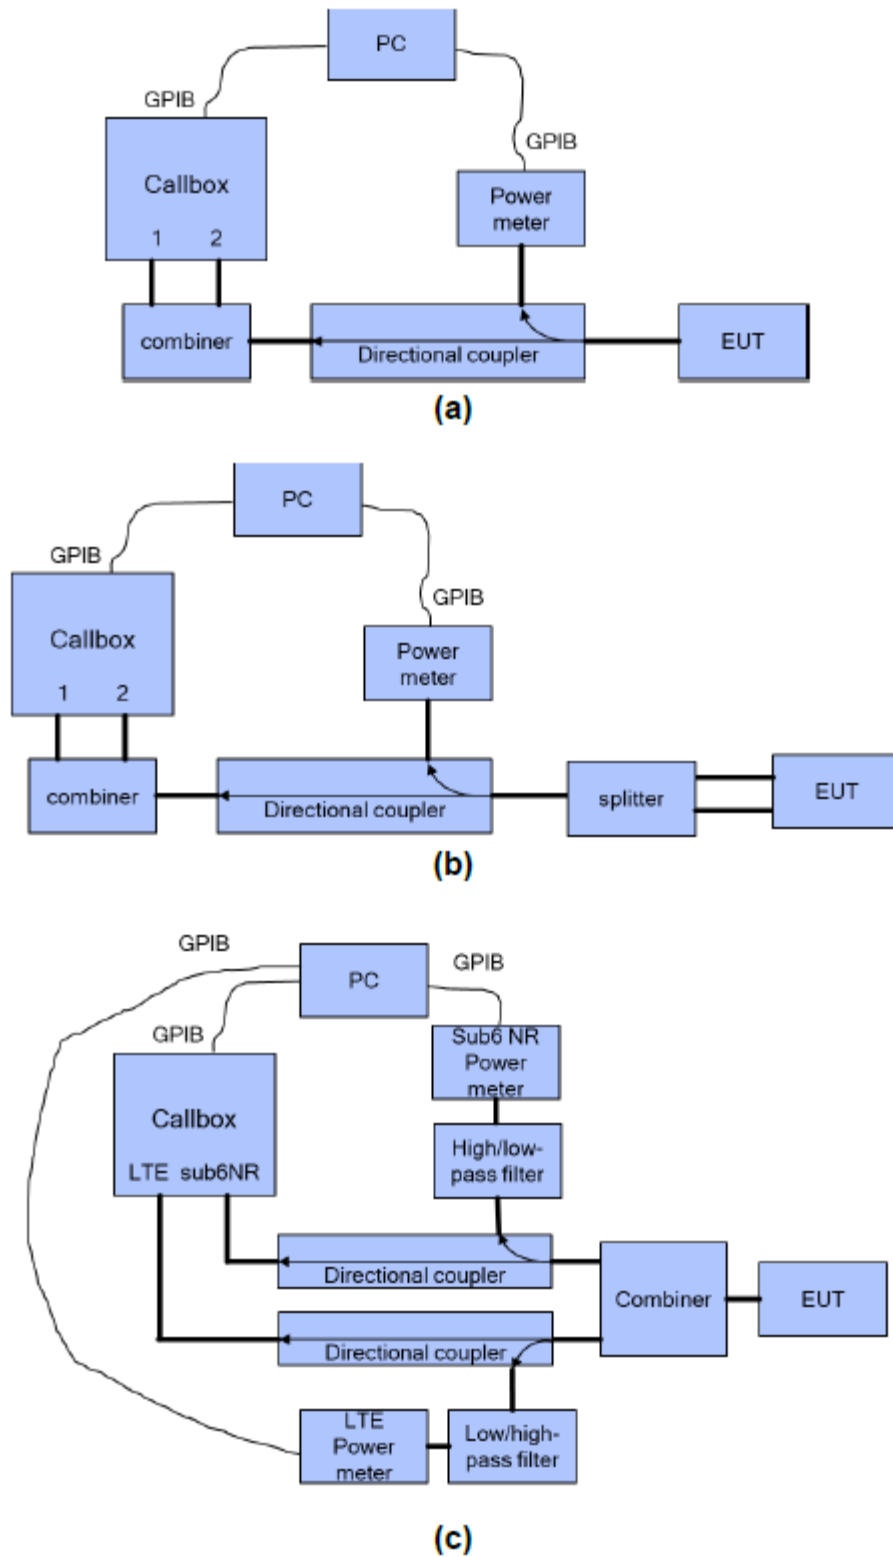 PC
GPIB
GPIB
Callbox
1 2
Power
meter
combiner
Directional coupler
EUT
(a)
PC
GPIB
GPIB
Callbox
1 2
Power
meter
combiner
Directional coupler
splitter
EUT
(b)
GPIB
PC
GPIB
GPIB
Sub6 NR
Power
meter
Callbox
LTE sub6NR
High/low-
pass filter
Directional coupler
Combiner
EUT
Directional coupler
LTE
Power
meter
Low/high-
pass filter
(c)